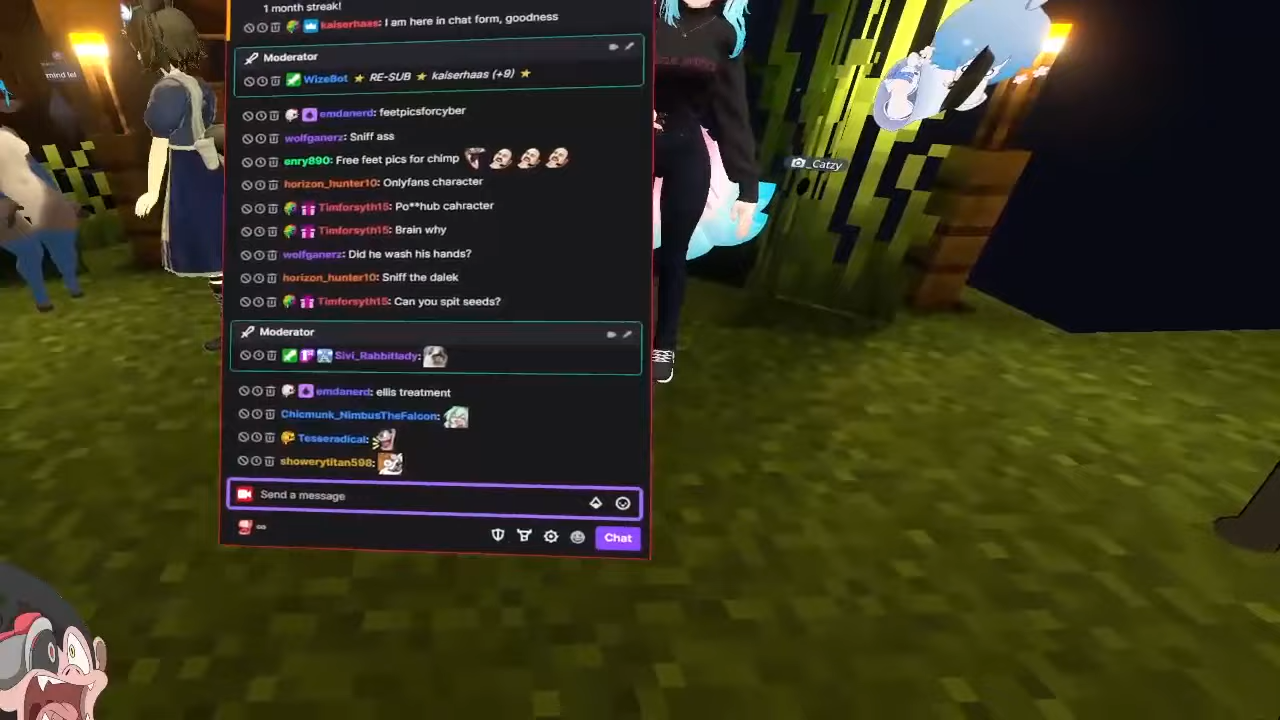 1 month streak!
kaiserhaas: I am here in chat form, goodness
Moderator
WizeBot ★ RE-SUB ★ kaiserhaas (+9) ★
mind lei
emdanerd: feetpicsforcyber
wolfganerz: Sniff ass
enry890: Free feet pics for chimp
_Catzy
horizon_hunter10: Onlyfans character
Timforsyth15: Po**hub cahracter
Timforsyth15: Brain why
wolfganerz: Did he wash his hands?
horizon_hunter10: Sniff the dalek
Timforsyth15: Can you spit seeds?
Moderator
Sivi_Rabbitlady:
emdanerd: ellis treatment
Chicmunk_NimbusTheFalcon:
Tesseradical:
showerytitan598:
Send a message
∞
Chat